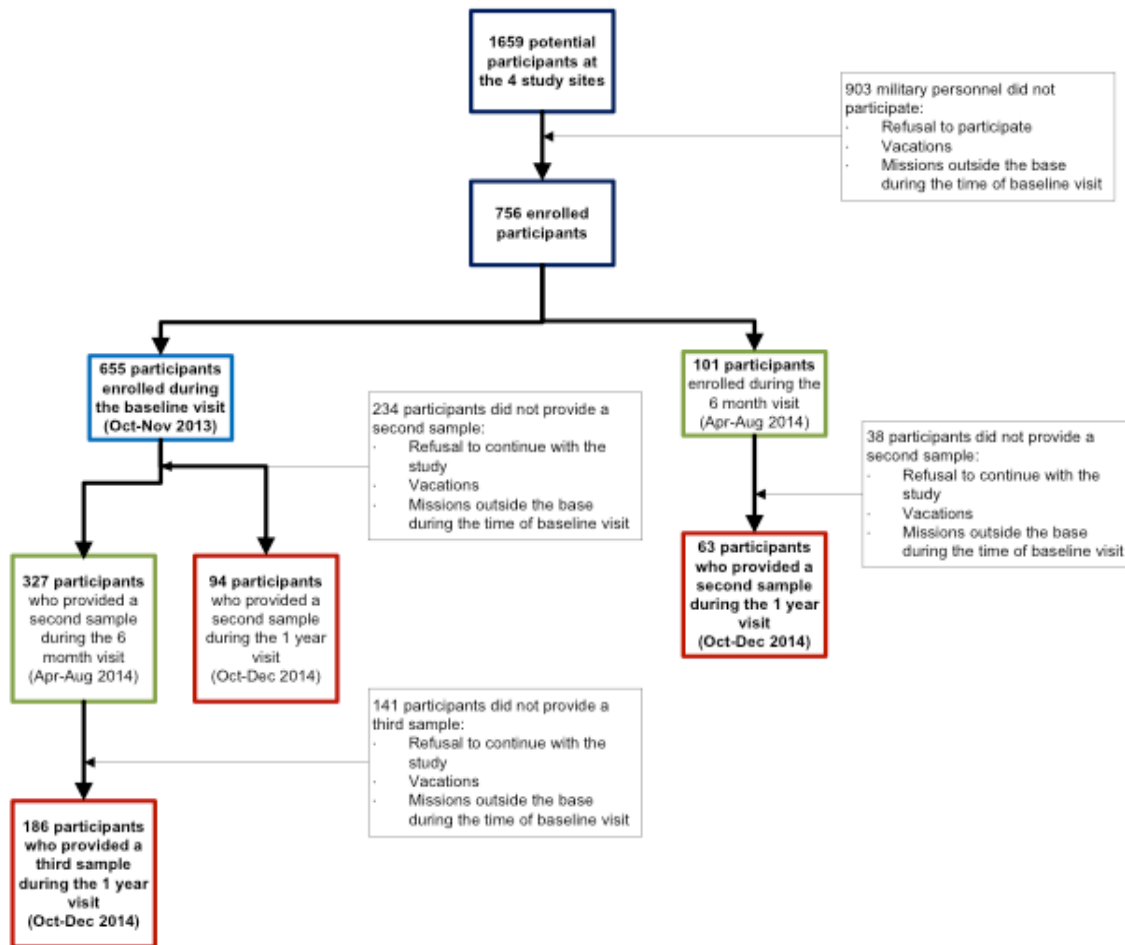 1659 potential
participants at
the 4 study sites
903 military personnel did not
participate:
· Refusal to participate
· Vacations
· Missions outside the base
during the time of baseline visit
756 enrolled
participants
655 participants
enrolled during
the baseline visit
(Oct-Nov 2013)
101 participants
enrolled during the
6 month visit
(Apr-Aug 2014)
234 participants did not provide a
second sample:
· Refusal to continue with the
study
· Vacations
· Missions outside the base
during the time of baseline visit
38 participants did not provide a
second sample:
· Refusal to continue with the
study
· Vacations
· Missions outside the base
during the time of baseline visit
327 participants
who provided a
second sample
during the 6
momth visit
(Apr-Aug 2014)
94 participants
who provided a
second sample
during the 1 year
visit
(Oct-Dec 2014)
63 participants
who provided a
second sample
during the 1 year
visit
(Oct-Dec 2014)
141 participants did not provide a
third sample:
· Refusal to continue with the
study
· Vacations
· Missions outside the base
during the time of baseline visit
186 participants
who provided a
third sample
during the 1 year
visit
(Oct-Dec 2014)